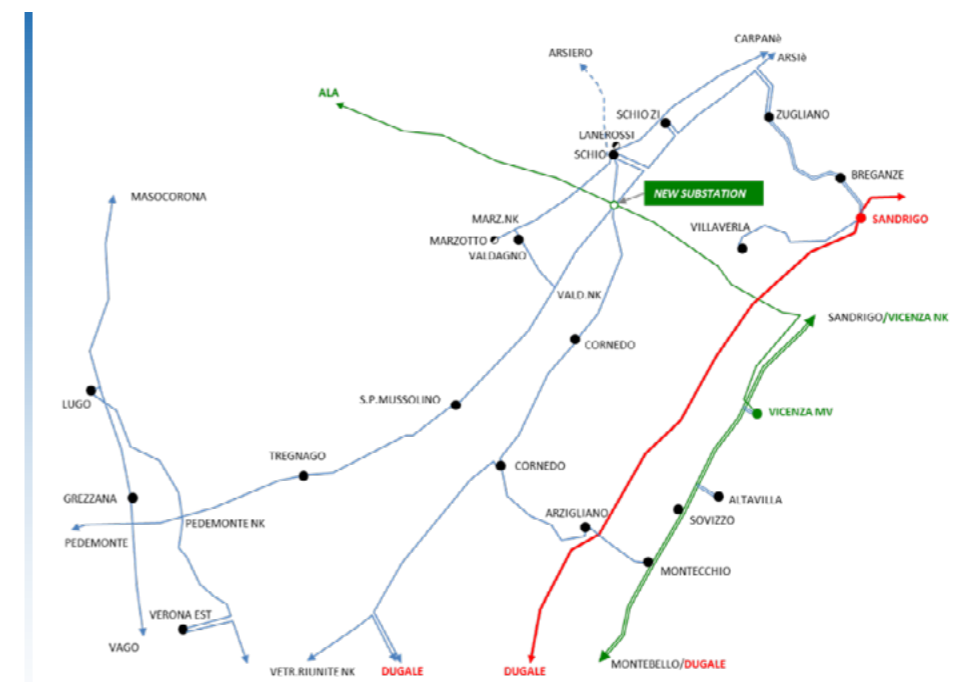 CARPANè
ARSIERO
ARSIè
ALA
SCHIO ZI
ZUGLIANO
LANEROSSI
SCHIO
BREGANZE
NEW SUBSTATION
MASOCORONA
MARZ.NK
VILLAVERLA
SANDRIGO
MARZOTTO
VALDAGNO
VALD.NK
SANDRIGO/VICENZA NK
CORNEDO
LUGO
S.P.MUSSOLINO
VICENZA MV
TREGNAGO
CORNEDO
GREZZANA
ALTAVILLA
ARZIGLIANO
SOVIZZO
PEDEMONTE NK
PEDEMONTE
MONTECCHIO
VERONA EST
VAGO
VETR.RIUNITE NK
DUGALE
DUGALE
MONTEBELLO/DUGALE